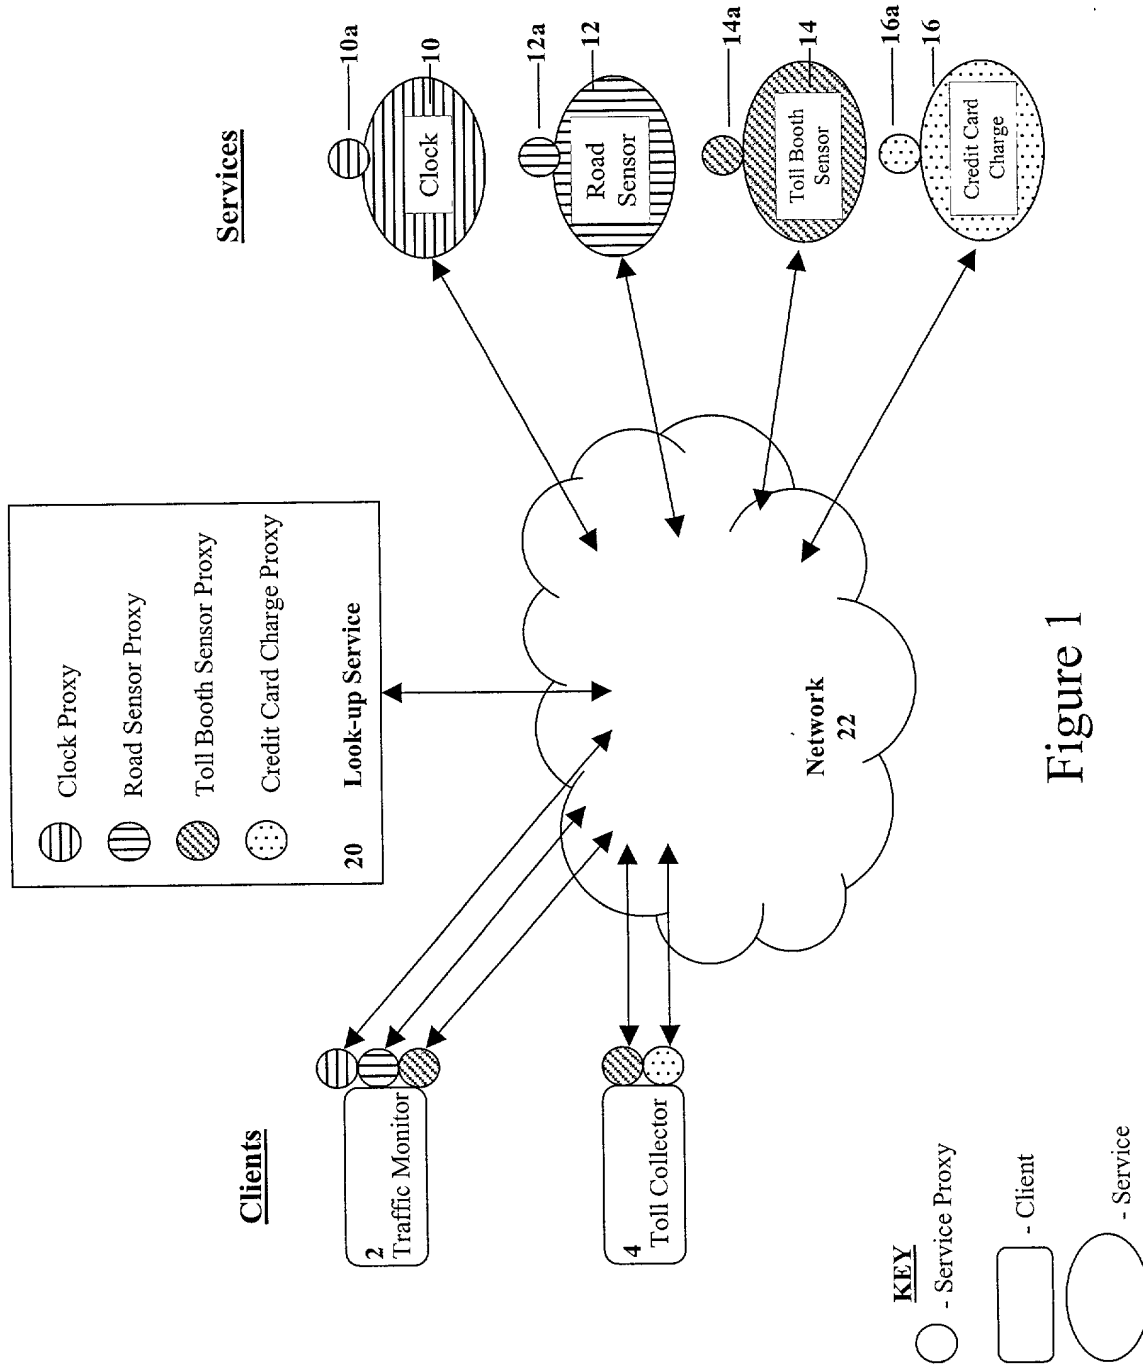 Clients
Services
Clock Proxy
Road Sensor Proxy
Toll Booth Sensor Proxy
Credit Card Charge Proxy
20 Look-up Service
2
Traffic Monitor
4
Toll Collector
Network
22
10a
10
Clock
12a
12
Road
Sensor
14a
14
Toll Booth
Sensor
16a
16
Credit Card
Charge
KEY
- Service Proxy
- Client
- Service
Figure 1